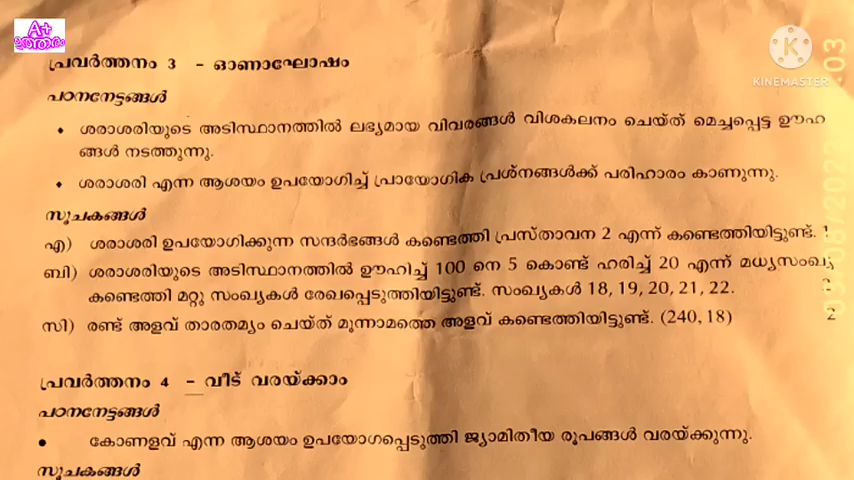 A+
ഉത്തരം
KINEMASTER
പ്രവർത്തനം 3 - ഓണാഘോഷം
പഠനനേട്ടങ്ങൾ
♦ ശരാശരിയുടെ അടിസ്ഥാനത്തിൽ ലഭ്യമായ വിവരങ്ങൾ വിശകലനം ചെയ്ത് മെച്ചപ്പെട്ട ഊഹ
ങ്ങൾ നടത്തുന്നു.
♦ ശരാശരി എന്ന ആശയം ഉപയോഗിച്ച് പ്രായോഗിക പ്രശ്നങ്ങൾക്ക് പരിഹാരം കാണുന്നു.
സൂചകങ്ങൾ
എ) ശരാശരി ഉപയോഗിക്കുന്ന സന്ദർഭങ്ങൾ കണ്ടെത്തി പ്രസ്താവന 2 എന്ന് കണ്ടെത്തിയിട്ടുണ്ട്. 1
ബി) ശരാശരിയുടെ അടിസ്ഥാനത്തിൽ ഊഹിച്ച് 100 നെ 5 കൊണ്ട് ഹരിച്ച് 20 എന്ന് മധ്യസംഖ്യ
കണ്ടെത്തി മറ്റു സംഖ്യകൾ രേഖപ്പെടുത്തിയിട്ടുണ്ട്. സംഖ്യകൾ 18, 19, 20, 21, 22. 2
സി) രണ്ട് അളവ് താരതമ്യം ചെയ്ത് മൂന്നാമത്തെ അളവ് കണ്ടെത്തിയിട്ടുണ്ട്. (240, 18) 2
പ്രവർത്തനം 4 - വീട് വരയ്ക്കാം
പഠനനേട്ടങ്ങൾ
• കോണളവ് എന്ന ആശയം ഉപയോഗപ്പെടുത്തി ജ്യാമിതീയ രൂപങ്ങൾ വരയ്ക്കുന്നു.
സൂചകങ്ങൾ